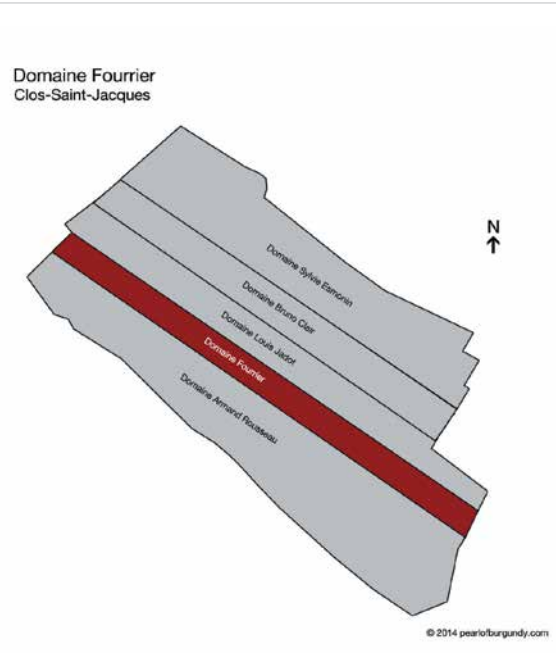 Domaine Fourrier
Clos-Saint-Jacques
N
Domaine Sylvie Esmonin
Domaine Bruno Clair
Domaine Louis Jadot
Domaine Fourrier
Domaine Armand Rousseau
© 2014 pearlofburgundy.com